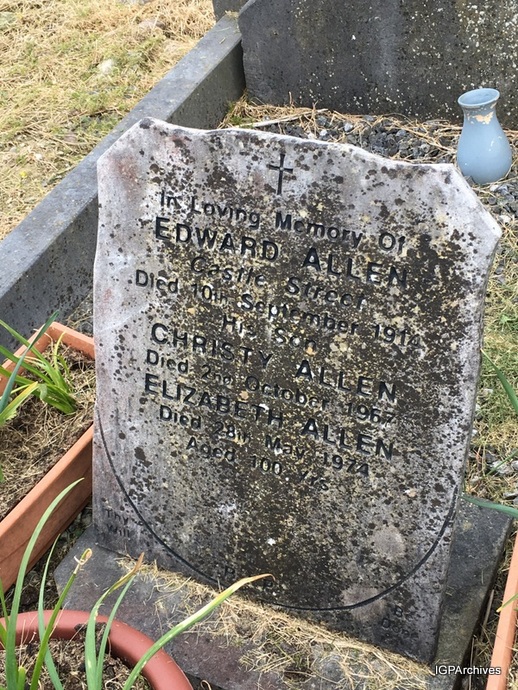 In Loving Memory Of
EDWARD ALLEN
Castle Street
Died 10th September 1914
His Son
CHRISTY ALLEN
Died 2nd October 1967
ELIZABETH ALLEN
Died 28th May 1974
Aged 100 Yrs
IGPArchives